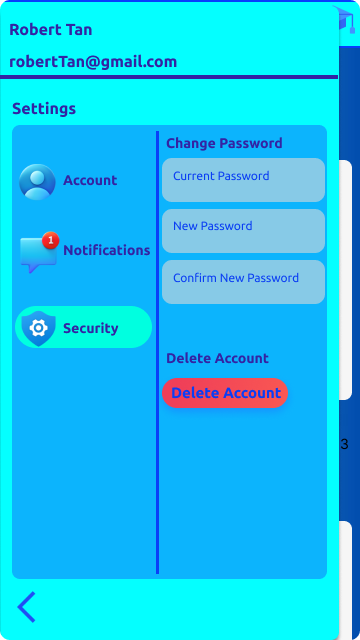 Robert Tan
robertTan@gmail.com
Settings
Account
1
Notifications
Security
Change Password
Current Password
New Password
Confirm New Password
Delete Account
Delete Account
3